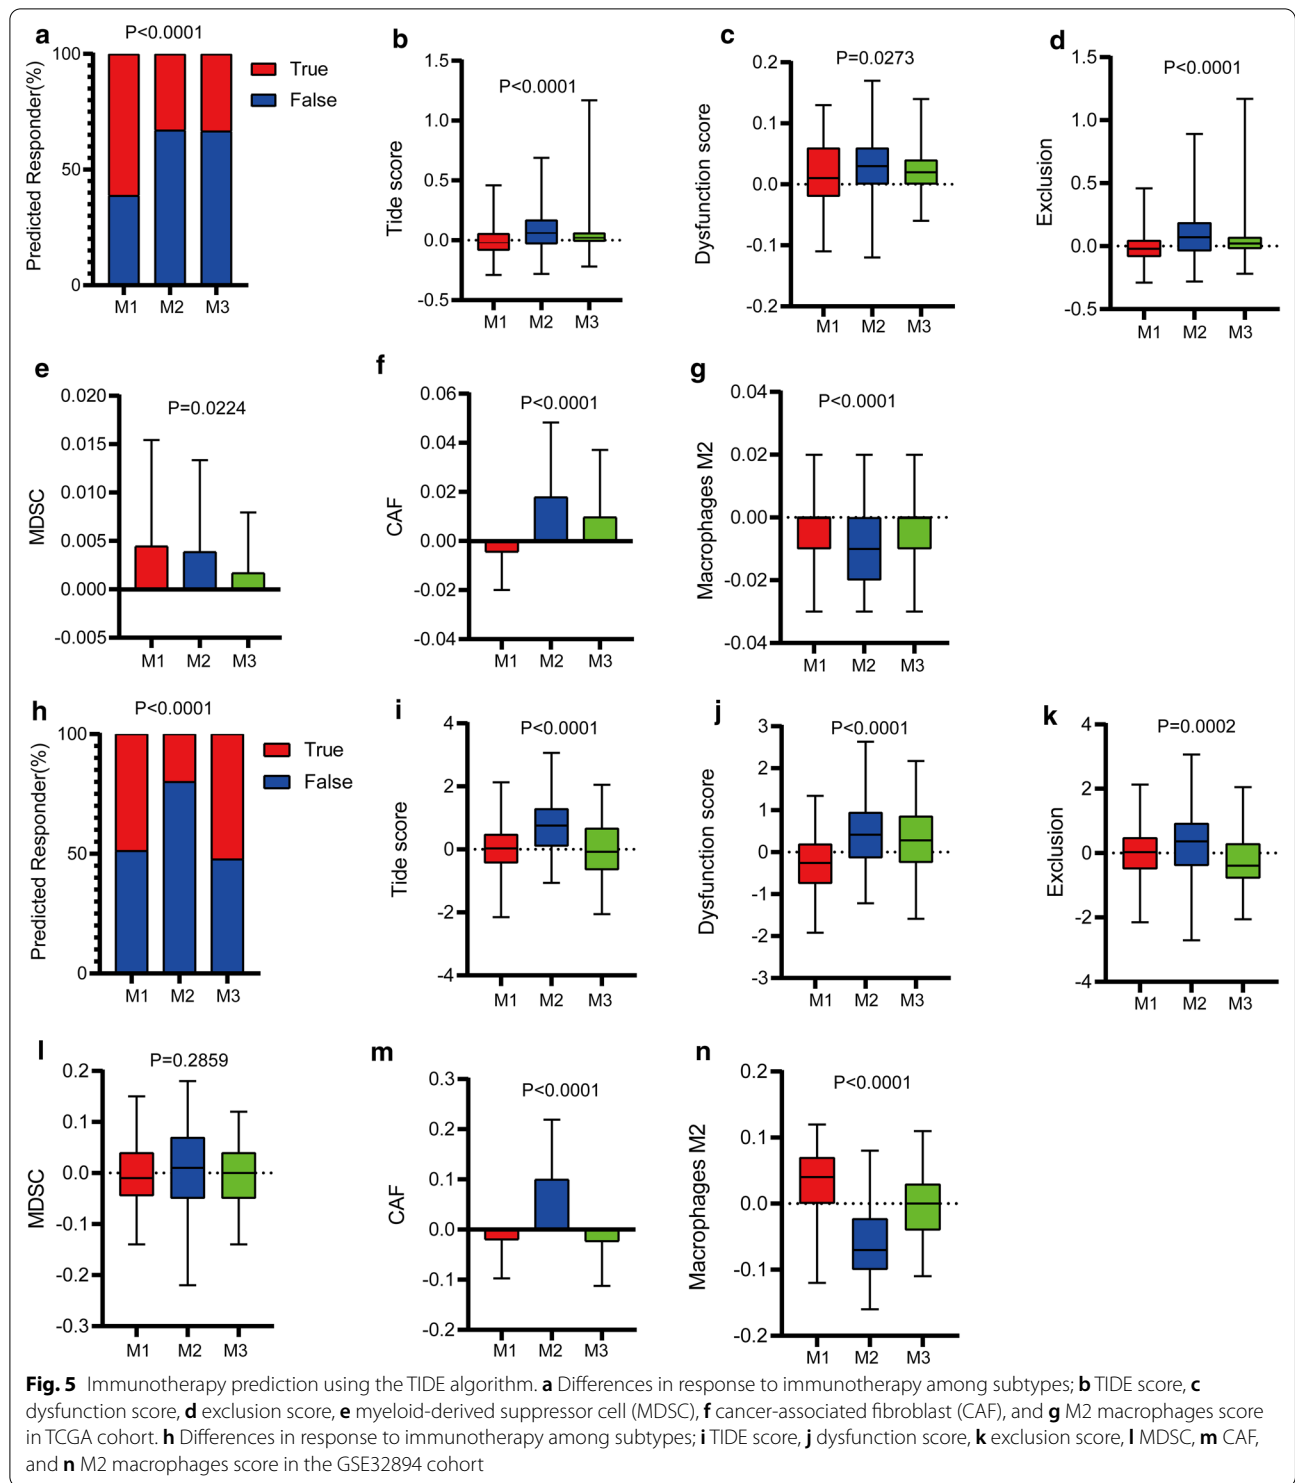 a
P<0.0001
Predicted Responder(%)
100
50
0
M1 M2 M3
True
False
b
P<0.0001
Tide score
1.5
1.0
0.5
0.0
-0.5
M1 M2 M3
c
P=0.0273
Dysfunction score
0.2
0.1
0.0
-0.1
-0.2
M1 M2 M3
d
P<0.0001
Exclusion
1.5
1.0
0.5
0.0
-0.5
M1 M2 M3
e
P=0.0224
MDSC
0.020
0.015
0.010
0.005
0.000
-0.005
M1 M2 M3
f
P<0.0001
CAF
0.06
0.04
0.02
0.00
-0.02
-0.04
M1 M2 M3
g
P<0.0001
Macrophages M2
0.04
0.02
0.00
-0.02
-0.04
M1 M2 M3
h
P<0.0001
Predicted Responder(%)
100
50
0
M1 M2 M3
True
False
i
P<0.0001
Tide score
4
2
0
-2
-4
M1 M2 M3
j
P<0.0001
Dysfunction score
3
2
1
0
-1
-2
-3
M1 M2 M3
k
P=0.0002
Exclusion
4
2
0
-2
-4
M1 M2 M3
l
P=0.2859
MDSC
0.2
0.1
0.0
-0.1
-0.2
-0.3
M1 M2 M3
m
P<0.0001
CAF
0.3
0.2
0.1
0.0
-0.1
-0.2
M1 M2 M3
n
P<0.0001
Macrophages M2
0.2
0.1
0.0
-0.1
-0.2
M1 M2 M3
Fig. 5 Immunotherapy prediction using the TIDE algorithm. a Differences in response to immunotherapy among subtypes; b TIDE score, c
dysfunction score, d exclusion score, e myeloid-derived suppressor cell (MDSC), f cancer-associated fibroblast (CAF), and g M2 macrophages score
in TCGA cohort. h Differences in response to immunotherapy among subtypes; i TIDE score, j dysfunction score, k exclusion score, l MDSC, m CAF,
and n M2 macrophages score in the GSE32894 cohort